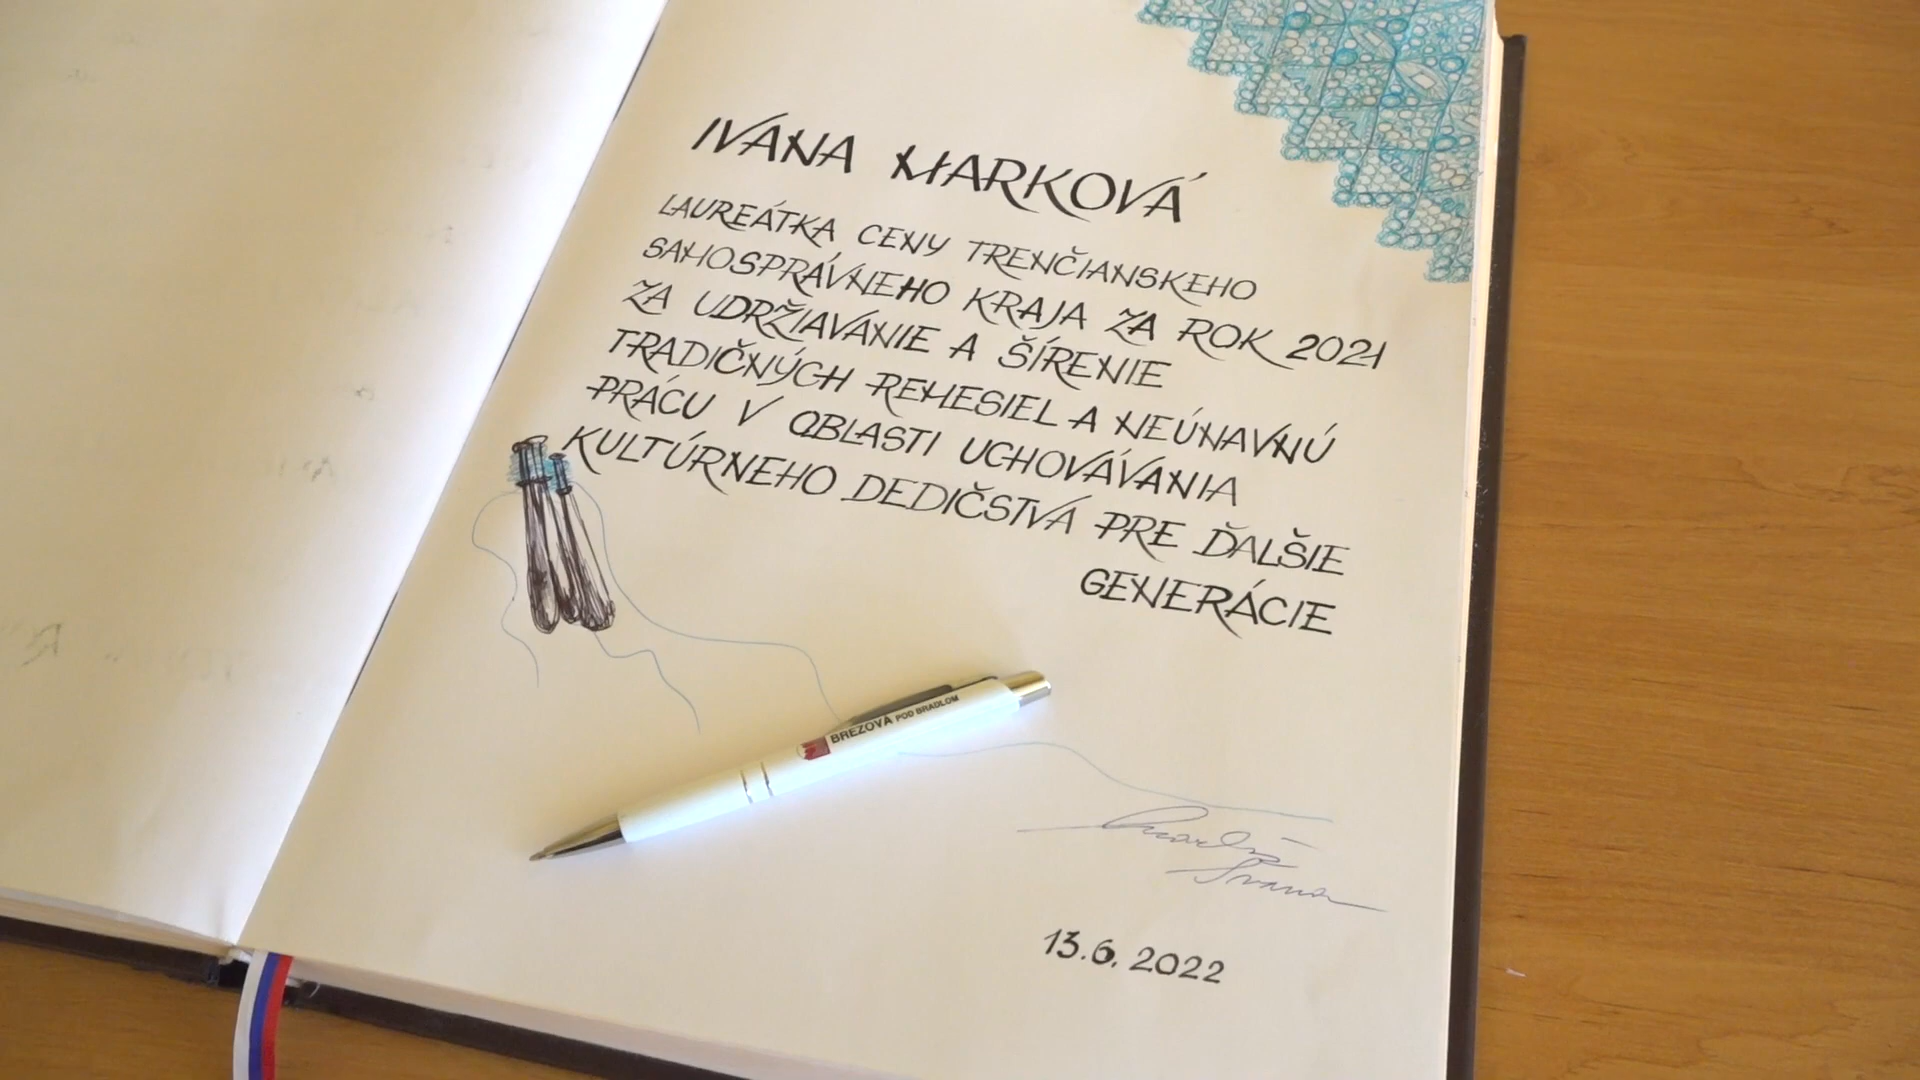 IVANA MARKOVÁ
LAUREÁTKA CENY TRENČIANSKEHO
SAMOSPRÁVNEHO KRAJA ZA ROK 2021
ZA UDRŽIAVANIE A ŠÍRENIE
TRADIČNÝCH REMESIEL A NEÚNAVNÚ
PRÁCU V OBLASTI UCHOVÁVANIA
KULTÚRNEHO DEDIČSTVA PRE ĎALŠIE
GENERÁCIE
BREZOVÁ POD BRADLOM
Ivana
13.6.2022